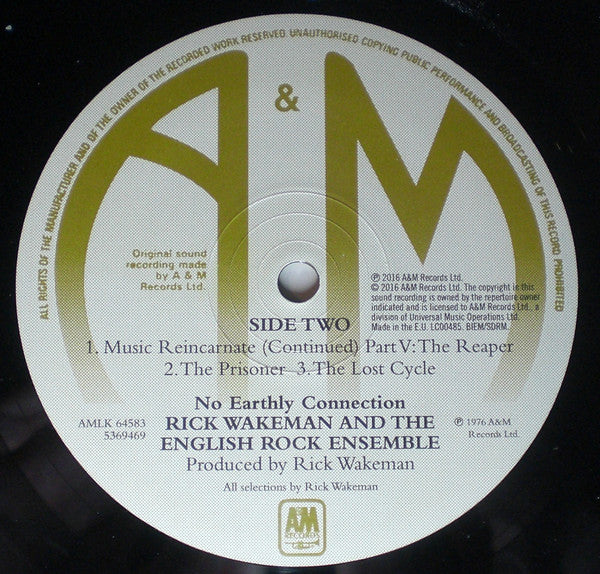 ALL RIGHTS OF THE MANUFACTURER AND OF THE OWNER OF THE RECORDED WORK RESERVED. UNAUTHORISED COPYING PUBLIC PERFORMANCE AND BROADCASTING OF THIS RECORD PROHIBITED
A & M
Original sound
recording made
by A & M
Records Ltd.
℗ 2016 A&M Records Ltd.
© 2016 A&M Records Ltd. The copyright in this
sound recording is owned by the repertoire owner
indicated and is licensed to A&M Records Ltd., a
division of Universal Music Operations Ltd.
Made in the E.U. LC00485. BIEM/SDRM.
SIDE TWO
1. Music Reincarnate (Continued) Part V: The Reaper
2. The Prisoner 3. The Lost Cycle
No Earthly Connection
AMLK 64583
5369469
RICK WAKEMAN AND THE
ENGLISH ROCK ENSEMBLE
℗ 1976 A&M
Records Ltd.
Produced by Rick Wakeman
All selections by Rick Wakeman
A&M
RECORDS